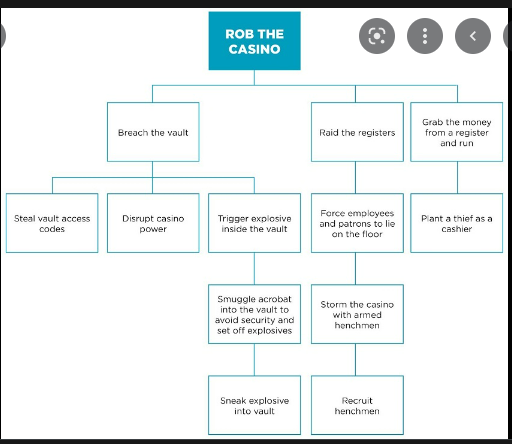 ROB THE
CASINO
Breach the vault
Raid the registers
Grab the money
from a register
and run
Steal vault access
codes
Disrupt casino
power
Trigger explosive
inside the vault
Force employees
and patrons to lie
on the floor
Plant a thief as a
cashier
Smuggle acrobat
into the vault to
avoid security and
set off explosives
Storm the casino
with armed
henchmen
Sneak explosive
into vault
Recruit
henchmen